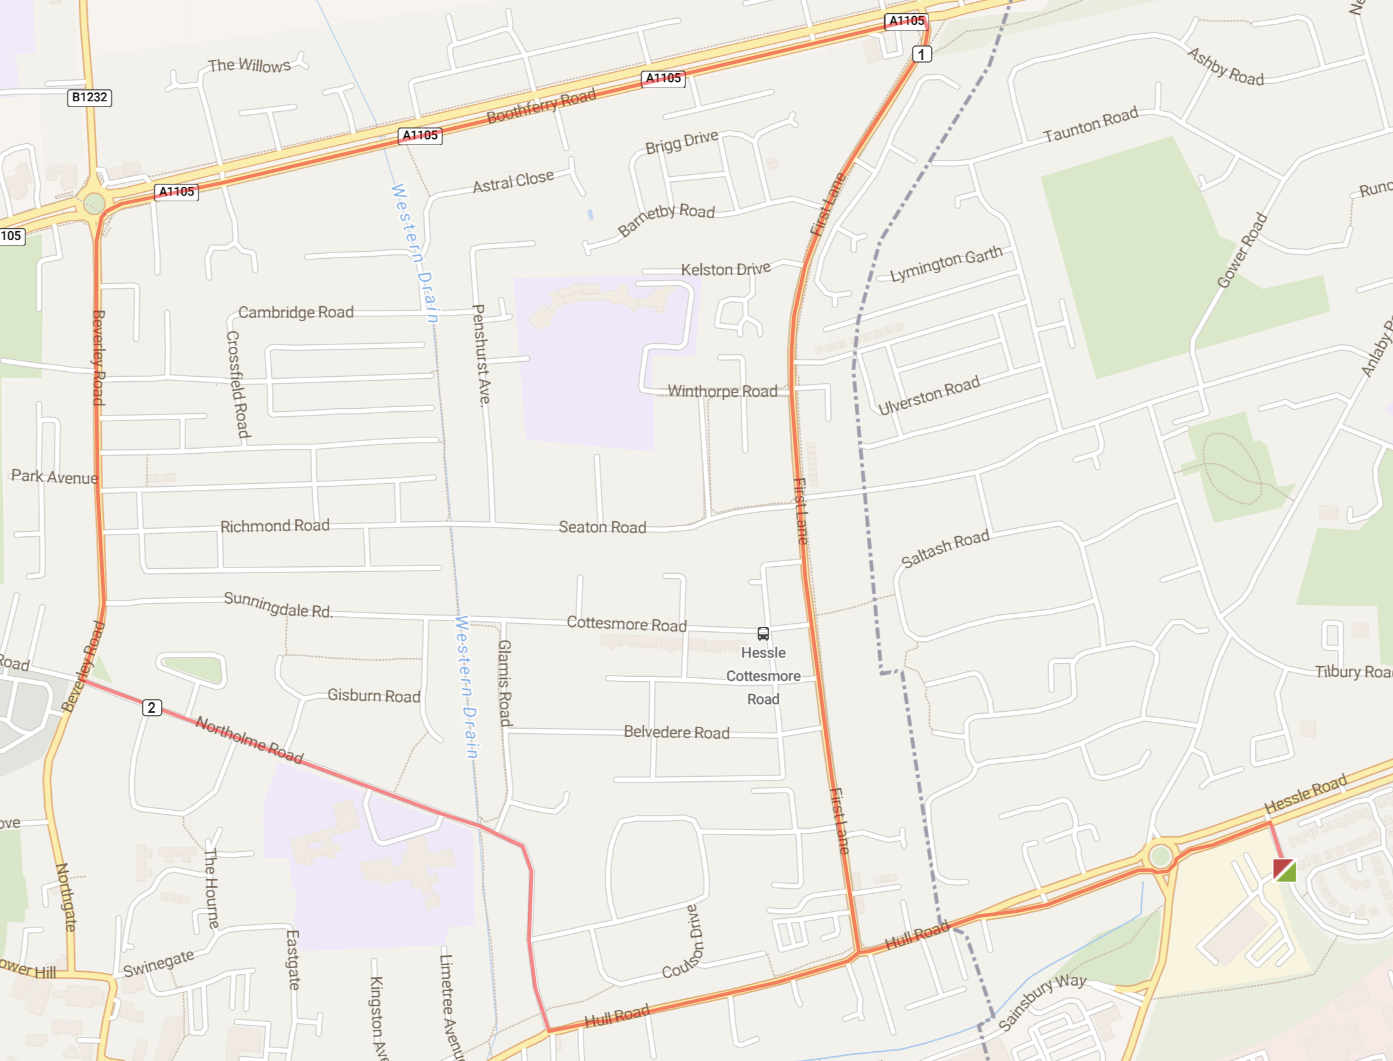 A1105
1
The Willows
B1232
A1105
Boothferry Road
A1105
Ashby Road
Taunton Road
Brigg Drive
Astral Close
A1105
105
Western Drain
Barnetby Road
First Lane
Gower Road
Kelston Drive
Lymington Garth
Cambridge Road
Beverley Road
Crossfield Road
Penshurst Ave.
Winthorpe Road
Ulverston Road
Park Avenue
Richmond Road
Seaton Road
First Lane
Saltash Road
Sunningdale Rd.
Cottesmore Road
Hessle
Cottesmore
Road
Western Drain
Glamis Road
Beverley Road
Road
Gisburn Road
2
Northolme Road
Belvedere Road
Tilbury Roa
First Lane
Hessle Road
Northgate
The Hourne
Eastgate
Swinegate
ower Hill
Coulson Drive
Hull Road
Hull Road
Kingston Ave
Limetree Avenue
Sainsbury Way